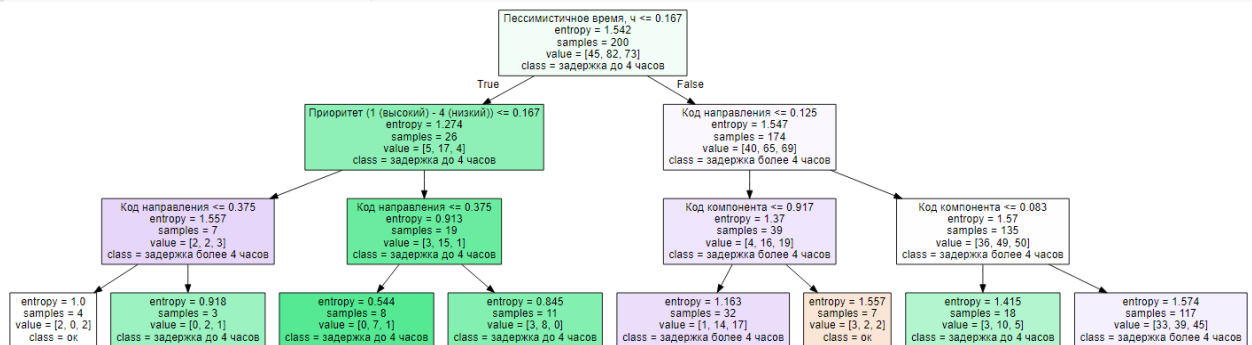 Пессимистичное время, ч <= 0.167
entropy = 1.542
samples = 200
value = [45, 82, 73]
class = задержка до 4 часов
True
False
Приоритет (1 (высокий) - 4 (низкий)) <= 0.167
entropy = 1.274
samples = 26
value = [5, 17, 4]
class = задержка до 4 часов
Код направления <= 0.125
entropy = 1.547
samples = 174
value = [40, 65, 69]
class = задержка более 4 часов
Код направления <= 0.375
entropy = 1.557
samples = 7
value = [2, 2, 3]
class = задержка более 4 часов
Код направления <= 0.375
entropy = 0.913
samples = 19
value = [3, 15, 1]
class = задержка до 4 часов
Код компонента <= 0.917
entropy = 1.37
samples = 39
value = [4, 16, 19]
class = задержка более 4 часов
Код компонента <= 0.083
entropy = 1.57
samples = 135
value = [36, 49, 50]
class = задержка более 4 часов
entropy = 1.0
samples = 4
value = [2, 0, 2]
class = ок
entropy = 0.918
samples = 3
value = [0, 2, 1]
class = задержка до 4 часов
entropy = 0.544
samples = 8
value = [0, 7, 1]
class = задержка до 4 часов
entropy = 0.845
samples = 11
value = [3, 8, 0]
class = задержка до 4 часов
entropy = 1.163
samples = 32
value = [1, 14, 17]
class = задержка более 4 часов
entropy = 1.557
samples = 7
value = [3, 2, 2]
class = ок
entropy = 1.415
samples = 18
value = [3, 10, 5]
class = задержка до 4 часов
entropy = 1.574
samples = 117
value = [33, 39, 45]
class = задержка более 4 часов